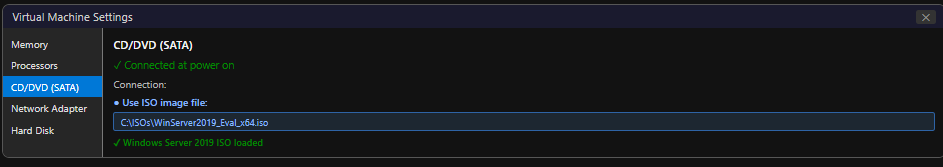 Virtual Machine Settings
×
Memory
Processors
CD/DVD (SATA)
Network Adapter
Hard Disk
CD/DVD (SATA)
✓ Connected at power on
Connection:
● Use ISO image file:
C:\ISOs\WinServer2019_Eval_x64.iso
✓ Windows Server 2019 ISO loaded